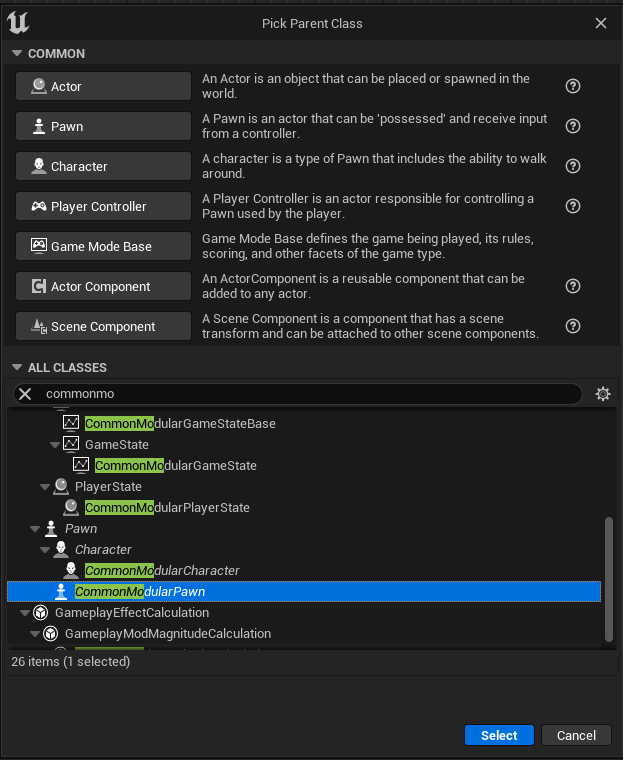 Pick Parent Class
COMMON
Actor
An Actor is an object that can be placed or spawned in the
world.
Pawn
A Pawn is an actor that can be 'possessed' and receive input
from a controller.
Character
A character is a type of Pawn that includes the ability to walk
around.
Player Controller
A Player Controller is an actor responsible for controlling a
Pawn used by the player.
Game Mode Base
Game Mode Base defines the game being played, its rules,
scoring, and other facets of the game type.
Actor Component
An ActorComponent is a reusable component that can be
added to any actor.
Scene Component
A Scene Component is a component that has a scene
transform and can be attached to other scene components.
ALL CLASSES
commonmo
CommonModularGameStateBase
GameState
CommonModularGameState
PlayerState
CommonModularPlayerState
Pawn
Character
CommonModularCharacter
CommonModularPawn
GameplayEffectCalculation
GameplayModMagnitudeCalculation
26 items (1 selected)
Select
Cancel